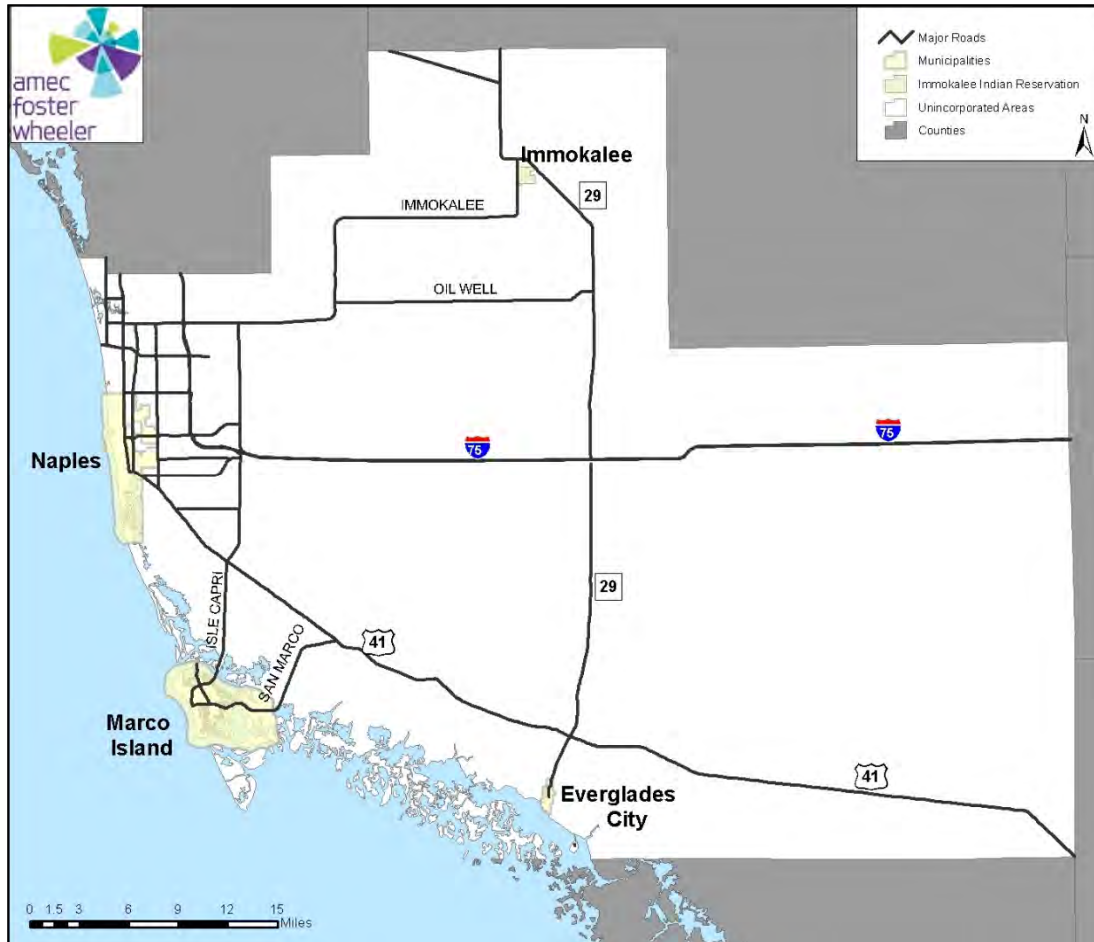 amec
foster
wheeler
Major Roads
Municipalities
Immokalee Indian Reservation
Unincorporated Areas
Counties
N
Immokalee
29
IMMOKALEE
OIL WELL
75
75
Naples
29
ISLE CAPRI
SAN MARCO
41
Marco
Island
41
Everglades
City
0 1.5 3 6 9 12 15
Miles